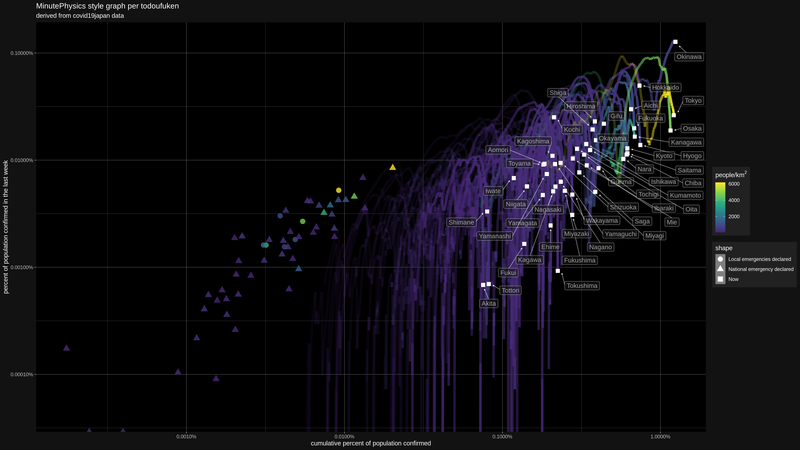 MinutePhysics style graph per todoufuken
derived from covid19japan data
percent of population confirmed in the last week
0.10000%
0.01000%
0.00100%
0.00010%
Okinawa
Hokkaido
Shiga
Tokyo
Aichi
Hiroshima
Gifu
Fukuoka
Kochi
Osaka
Okayama
Kagoshima
Kanagawa
Aomori
Kyoto
Hyogo
Toyama
Nara
Saitama
Gunma
Ishikawa
Chiba
Iwate
Tochigi
Kumamoto
Niigata
Nagasaki
Shizuoka
Ibaraki
Oita
Shimane
Yamagata
Wakayama
Saga
Mie
Yamanashi
Miyazaki
Yamaguchi
Miyagi
Ehime
Nagano
Kagawa
Fukushima
Fukui
Tokushima
Tottori
Akita
0.0010%
0.0100%
0.1000%
1.0000%
cumulative percent of population confirmed
people/km²
6000
4000
2000
shape
Local emergencies declared
National emergency declared
Now